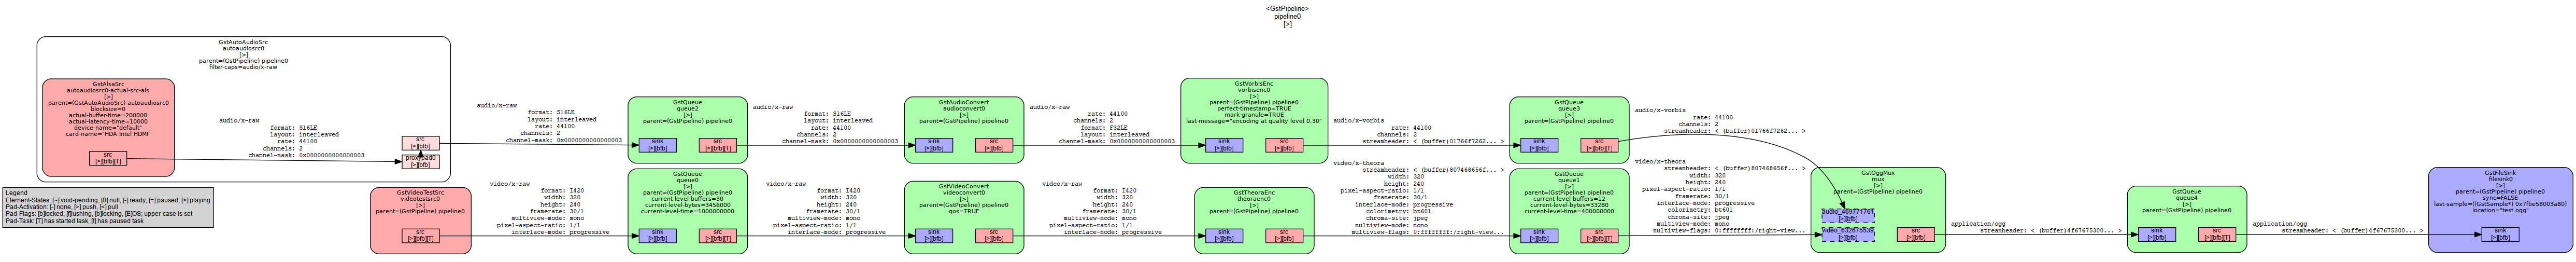 <GstPipeline>
pipeline0
[>]
GstAutoAudioSrc
autoaudiosrc0
[>]
parent=(GstPipeline) pipeline0
filter-caps=audio/x-raw
GstAlsaSrc
autoaudiosrc0-actual-src-als
[>]
parent=(GstAutoAudioSrc) autoaudiosrc0
blocksize=0
actual-buffer-time=200000
actual-latency-time=10000
device-name="default"
card-name="HDA Intel HDMI"
src
[>][bfb][T]
audio/x-raw
format: S16LE
layout: interleaved
rate: 44100
channels: 2
channel-mask: 0x0000000000000003
src
[>][bfb]
proxypad0
[>][bfb]
audio/x-raw
format: S16LE
layout: interleaved
rate: 44100
channels: 2
channel-mask: 0x0000000000000003
GstQueue
queue2
[>]
parent=(GstPipeline) pipeline0
sink
[>][bfb]
src
[>][bfb][T]
audio/x-raw
format: S16LE
layout: interleaved
rate: 44100
channels: 2
channel-mask: 0x0000000000000003
GstAudioConvert
audioconvert0
[>]
parent=(GstPipeline) pipeline0
sink
[>][bfb]
src
[>][bfb]
audio/x-raw
rate: 44100
format: F32LE
layout: interleaved
channels: 2
channel-mask: 0x0000000000000003
GstVorbisEnc
vorbisenc0
[>]
parent=(GstPipeline) pipeline0
perfect-timestamp=TRUE
mark-granule=TRUE
last-message="encoding at quality level 0.30"
sink
[>][bfb]
src
[>][bfb]
audio/x-vorbis
rate: 44100
channels: 2
streamheader: < (buffer)01766f7262... >
GstQueue
queue3
[>]
parent=(GstPipeline) pipeline0
sink
[>][bfb]
src
[>][bfb][T]
audio/x-vorbis
rate: 44100
channels: 2
streamheader: < (buffer)01766f7262... >
Legend
Element-States: [~] void-pending, [0] null, [-] ready, [=] paused, [>] playing
Pad-Activation: [-] none, [>] push, [<] pull
Pad-Flags: [b]locked, [f]lushing, [b]locking, [E]OS; upper-case is set
Pad-Task: [T] has started task, [t] has paused task
GstVideoTestSrc
videotestsrc0
[>]
parent=(GstPipeline) pipeline0
src
[>][bfb][T]
video/x-raw
format: I420
width: 320
height: 240
framerate: 30/1
multiview-mode: mono
pixel-aspect-ratio: 1/1
interlace-mode: progressive
GstQueue
queue0
[>]
parent=(GstPipeline) pipeline0
current-level-buffers=30
current-level-bytes=3456000
current-level-time=1000000000
sink
[>][bfb]
src
[>][bfb][T]
video/x-raw
format: I420
width: 320
height: 240
framerate: 30/1
multiview-mode: mono
pixel-aspect-ratio: 1/1
interlace-mode: progressive
GstVideoConvert
videoconvert0
[>]
parent=(GstPipeline) pipeline0
qos=TRUE
sink
[>][bfb]
src
[>][bfb]
video/x-raw
format: I420
width: 320
height: 240
framerate: 30/1
multiview-mode: mono
pixel-aspect-ratio: 1/1
interlace-mode: progressive
GstTheoraEnc
theoraenc0
[>]
parent=(GstPipeline) pipeline0
sink
[>][bfb]
src
[>][bfb]
video/x-theora
streamheader: < (buffer)807468656f... >
width: 320
height: 240
pixel-aspect-ratio: 1/1
framerate: 30/1
interlace-mode: progressive
colorimetry: bt601
chroma-site: jpeg
multiview-mode: mono
multiview-flags: 0:ffffffff:/right-view...
GstQueue
queue1
[>]
parent=(GstPipeline) pipeline0
current-level-buffers=12
current-level-bytes=33280
current-level-time=400000000
sink
[>][bfb]
src
[>][bfb][T]
video/x-theora
streamheader: < (buffer)807468656f... >
width: 320
height: 240
pixel-aspect-ratio: 1/1
framerate: 30/1
interlace-mode: progressive
colorimetry: bt601
chroma-site: jpeg
multiview-mode: mono
multiview-flags: 0:ffffffff:/right-view...
GstOggMux
mux
[>]
parent=(GstPipeline) pipeline0
[>][bfb]
video_632675539
[>][bfb]
src
[>][bfb]
application/ogg
streamheader: < (buffer)4f67675300... >
GstQueue
queue4
[>]
parent=(GstPipeline) pipeline0
sink
[>][bfb]
src
[>][bfb][T]
application/ogg
streamheader: < (buffer)4f67675300... >
GstFileSink
filesink0
[>]
parent=(GstPipeline) pipeline0
sync=FALSE
last-sample=((GstSample*) 0x7fbe58003a80)
location="test.ogg"
sink
[>][bfb]